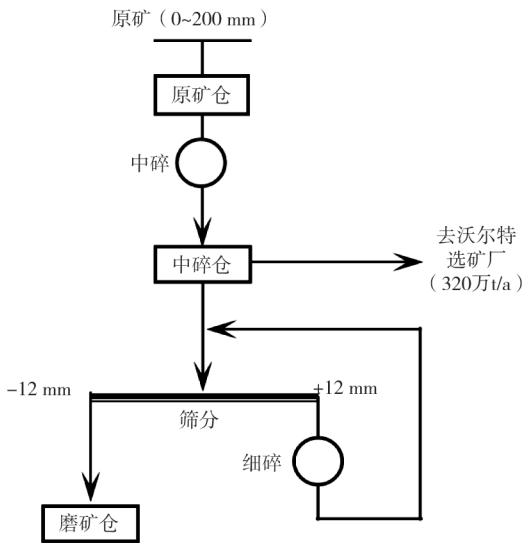 原矿（0~200 mm）
原矿仓
中碎
中碎仓
去沃尔特
选矿厂
（320万t/a）
-12 mm
+12 mm
筛分
细碎
磨矿仓